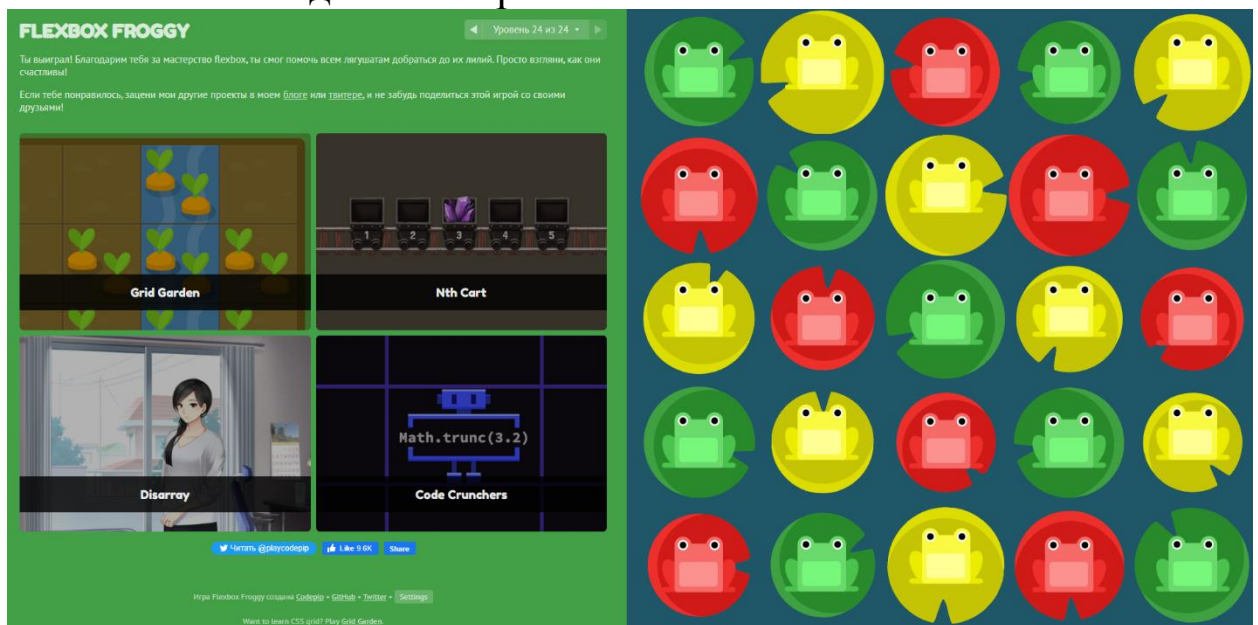 FLEXBOX FROGGY
Уровень 24 из 24
Ты выиграл! Благодарим тебя за мастерство flexbox, ты смог помочь всем лягушатам добраться до их лилий. Просто взгляни, как они
счастливы!
Если тебе понравилось, зацени мои другие проекты в моем блоге или твитере, и не забудь поделиться этой игрой со своими
друзьями!
1 2 3 4 5
Grid Garden
Nth Cart
Math.trunc(3.2)
Disarray
Code Crunchers
Читать @playcodepip Like 9.6K Share
Игра Flexbox Froggy создана Codepip • GitHub • Twitter • Settings
Want to learn CSS grid? Play Grid Garden.